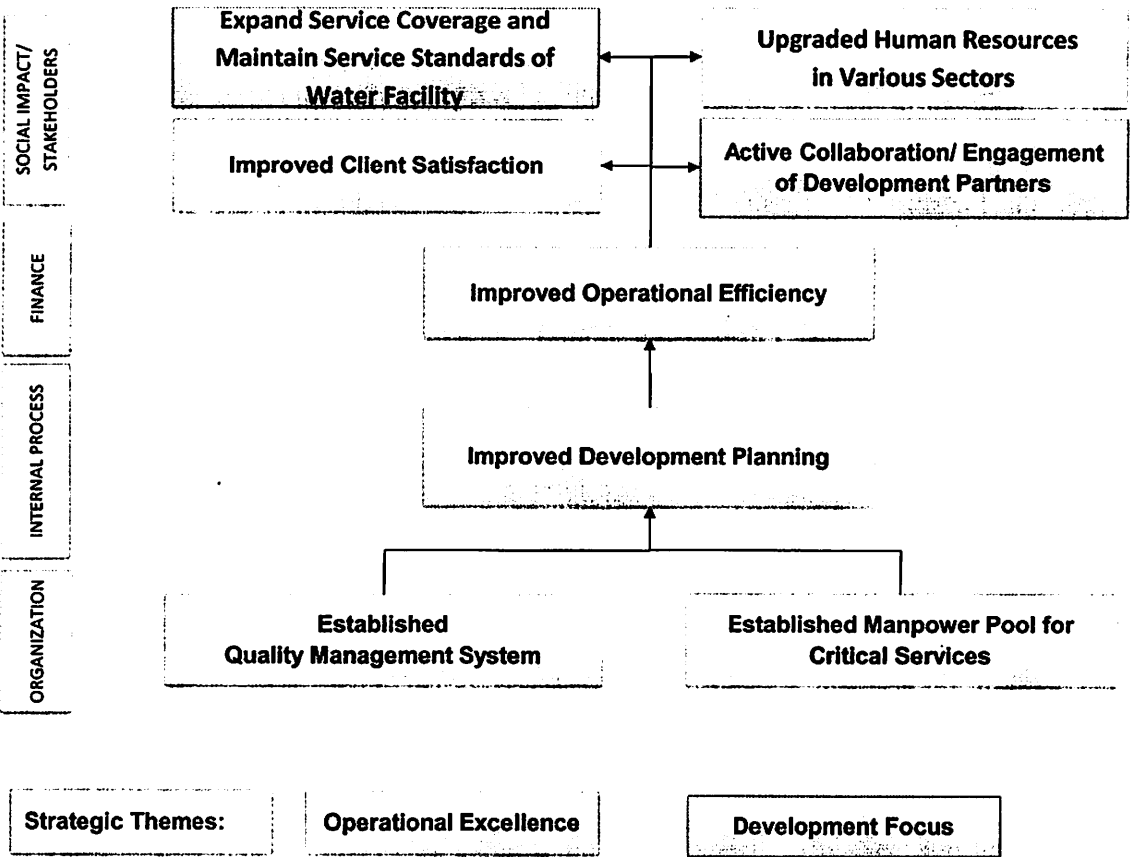 SOCIAL IMPACT/
STAKEHOLDERS
Expand Service Coverage and
Maintain Service Standards of
Water Facility
Upgraded Human Resources
in Various Sectors
Improved Client Satisfaction
Active Collaboration/ Engagement
of Development Partners
FINANCE
Improved Operational Efficiency
INTERNAL PROCESS
Improved Development Planning
ORGANIZATION
Established
Quality Management System
Established Manpower Pool for
Critical Services
Strategic Themes:
Operational Excellence
Development Focus